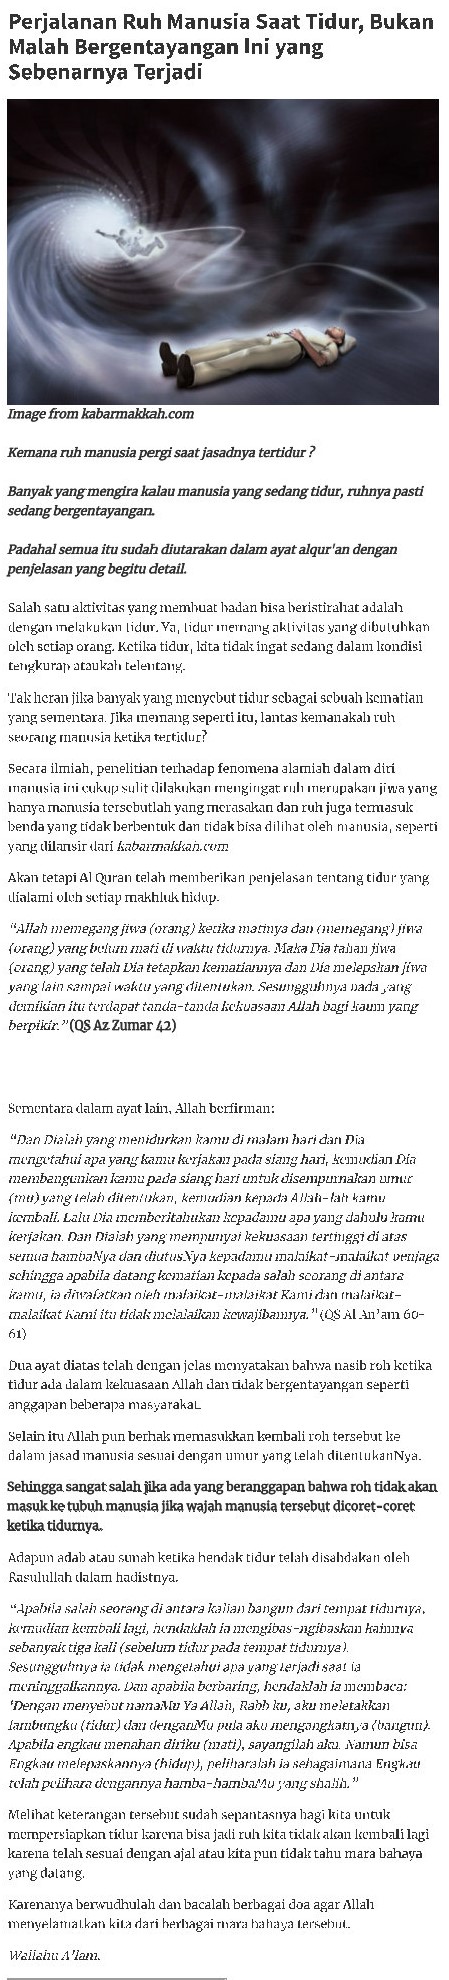 Perjalanan Ruh Manusia Saat Tidur, Bukan
Malah Bergentayangan Ini yang
Sebenarnya Terjadi
Image from kabarmakkah.com
Kemana ruh manusia pergi saat jasadnya tertidur ?
Banyak yang mengira kalau manusia yang sedang tidur, ruhnya pasti
sedang bergentayangan.
Padahal semua itu sudah diutarakan dalam ayat alqur'an dengan
penjelasan yang begitu detail.
Salah satu aktivitas yang membuat badan bisa beristirahat adalah
dengan melakukan tidur. Ya, tidur memang aktivitas yang dibutuhkan
oleh setiap orang. Ketika tidur, kita tidak ingat sedang dalam kondisi
tengkurap ataukah telentang.
Tak heran jika banyak yang menyebut tidur sebagai sebuah kematian
yang sementara. Jika memang seperti itu, lantas kemanakah ruh
seorang manusia ketika tertidur?
Secara ilmiah, penelitian terhadap fenomena alamiah dalam diri
manusia ini cukup sulit dilakukan mengingat ruh merupakan jiwa yang
hanya manusia tersebutlah yang merasakan dan ruh juga termasuk
benda yang tidak berbentuk dan tidak bisa dilihat oleh manusia, seperti
yang dilansir dari kabarmakkah.com
Akan tetapi Al Quran telah memberikan penjelasan tentang tidur yang
dialami oleh setiap makhluk hidup.
“Allah memegang jiwa (orang) ketika matinya dan (memegang) jiwa
(orang) yang belum mati di waktu tidurnya. Maka Dia tahan jiwa
(orang) yang telah Dia tetapkan kematiannya dan Dia melepskan jiwa
yang lain sampai waktu yang ditentukan. Sesungguhnya pada yang
demikian itu terdapat tanda-tanda kekuasaan Allah bagi kaum yang
berpikir.” (QS Az Zumar 42)
Sementara dalam ayat lain, Allah berfirman:
“Dan Dialah yang menidurkan kamu di malam hari dan Dia
mengetahui apa yang kamu kerjakan pada siang hari, kemudian Dia
membangunkan kamu pada siang hari untuk disempurnakan umur
(mu) yang telah ditentukan, kemudian kepada Allah-lah kamu
kembali. Lalu Dia memberitahukan kepadamu apa yang dahulu kamu
kerjakan. Dan Dialah yang mempunyai kekuasaan tertinggi di atas
semua hambaNya dan diutusNya kepadamu malaikat-malaikat penjaga
sehingga apabila datang kematian kepada salah seorang di antara
kamu, ia diwafatkan oleh malaikat-malaikat Kami dan malaikat-
malaikat Kami itu tidak melalaikan kewajibannya.” (QS Al An’am 60-
61)
Dua ayat diatas telah dengan jelas menyatakan bahwa nasib roh ketika
tidur ada dalam kekuasaan Allah dan tidak bergentayangan seperti
anggapan beberapa masyarakat.
Selain itu Allah pun berhak memasukkan kembali roh tersebut ke
dalam jasad manusia sesuai dengan umur yang telah ditentukanNya.
Sehingga sangat salah jika ada yang beranggapan bahwa roh tidak akan
masuk ke tubuh manusia jika wajah manusia tersebut dicoret-coret
ketika tidurnya.
Adapun adab atau sunah ketika hendak tidur telah disabdakan oleh
Rasulullah dalam hadistnya.
“Apabila salah seorang di antara kalian bangun dari tempat tidurnya,
kemudian kembali lagi, hendaklah ia mengibas-ngibaskan kainnya
sebanyak tiga kali (sebelum tidur pada tempat tidurnya).
Sesungguhnya ia tidak mengetahui apa yang terjadi saat ia
meninggalkannya. Dan apabila berbaring, hendaklah ia membaca:
‘Dengan menyebut namaMu Ya Allah, Rabb ku, aku meletakkan
lambungku (tidur) dan denganMu pula aku mengangkatnya (bangun).
Apabila engkau menahan diriku (mati), sayangilah aku. Namun bisa
Engkau melepaskannya (hidup), peliharalah ia sebagaimana Engkau
telah pelihara dengannya hamba-hambaMu yang shalih.”
Melihat keterangan tersebut sudah sepantasnya bagi kita untuk
mempersiapkan tidur karena bisa jadi ruh kita tidak akan kembali lagi
karena telah sesuai dengan ajal atau kita pun tidak tahu mara bahaya
yang datang.
Karenanya berwudhulah dan bacalah berbagai doa agar Allah
menyelamatkan kita dari berbagai mara bahaya tersebut.
Wallahu A’lam.